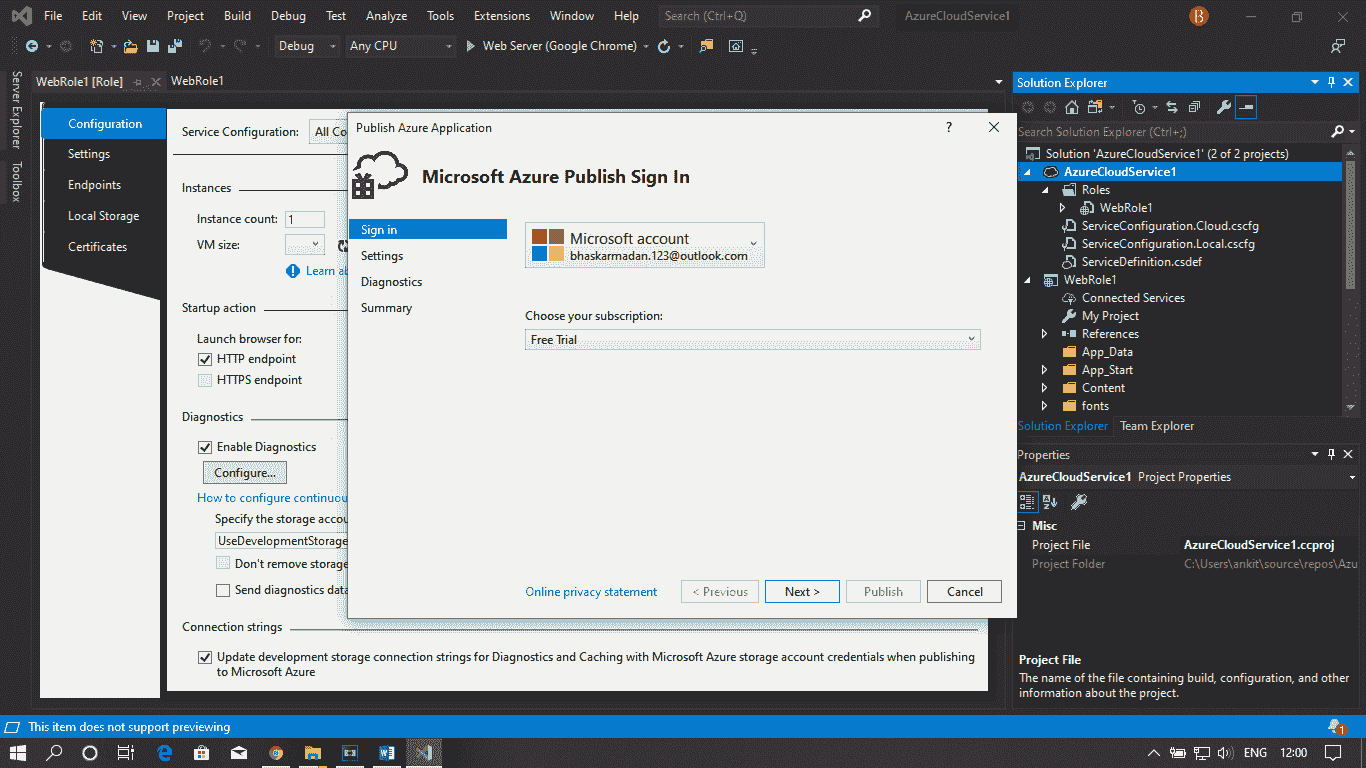 File Edit View Project Build Debug Test Analyze Tools Extensions Window Help Search (Ctrl+Q) AzureCloudService1 B
Debug Any CPU Web Server (Google Chrome)
Server Explorer
Toolbox
WebRole1 [Role] WebRole1
Configuration
Settings
Endpoints
Local Storage
Certificates
Service Configuration: All Co
Instances
Instance count: 1
VM size:
Learn ab
Startup action
Launch browser for:
HTTP endpoint
HTTPS endpoint
Diagnostics
Enable Diagnostics
Configure...
How to configure continuou
Specify the storage accou
UseDevelopmentStorage
Don't remove storage
Send diagnostics data
Connection strings
Update development storage connection strings for Diagnostics and Caching with Microsoft Azure storage account credentials when publishing
to Microsoft Azure
Publish Azure Application ?
Microsoft Azure Publish Sign In
Sign in
Settings
Diagnostics
Summary
Microsoft account
bhaskarmadan.123@outlook.com
Choose your subscription:
Free Trial
Online privacy statement < Previous Next > Publish Cancel
Solution Explorer
Search Solution Explorer (Ctrl+;)
Solution 'AzureCloudService1' (2 of 2 projects)
AzureCloudService1
Roles
WebRole1
ServiceConfiguration.Cloud.cscfg
ServiceConfiguration.Local.cscfg
ServiceDefinition.csdef
WebRole1
Connected Services
My Project
References
App_Data
App_Start
Content
fonts
Solution Explorer Team Explorer
Properties
AzureCloudService1 Project Properties
Misc
Project File AzureCloudService1.ccproj
Project Folder C:\Users\ankit\source\repos\Azu
Project File
The name of the file containing build, configuration, and other
information about the project.
This item does not support previewing 1
ENG 12:00